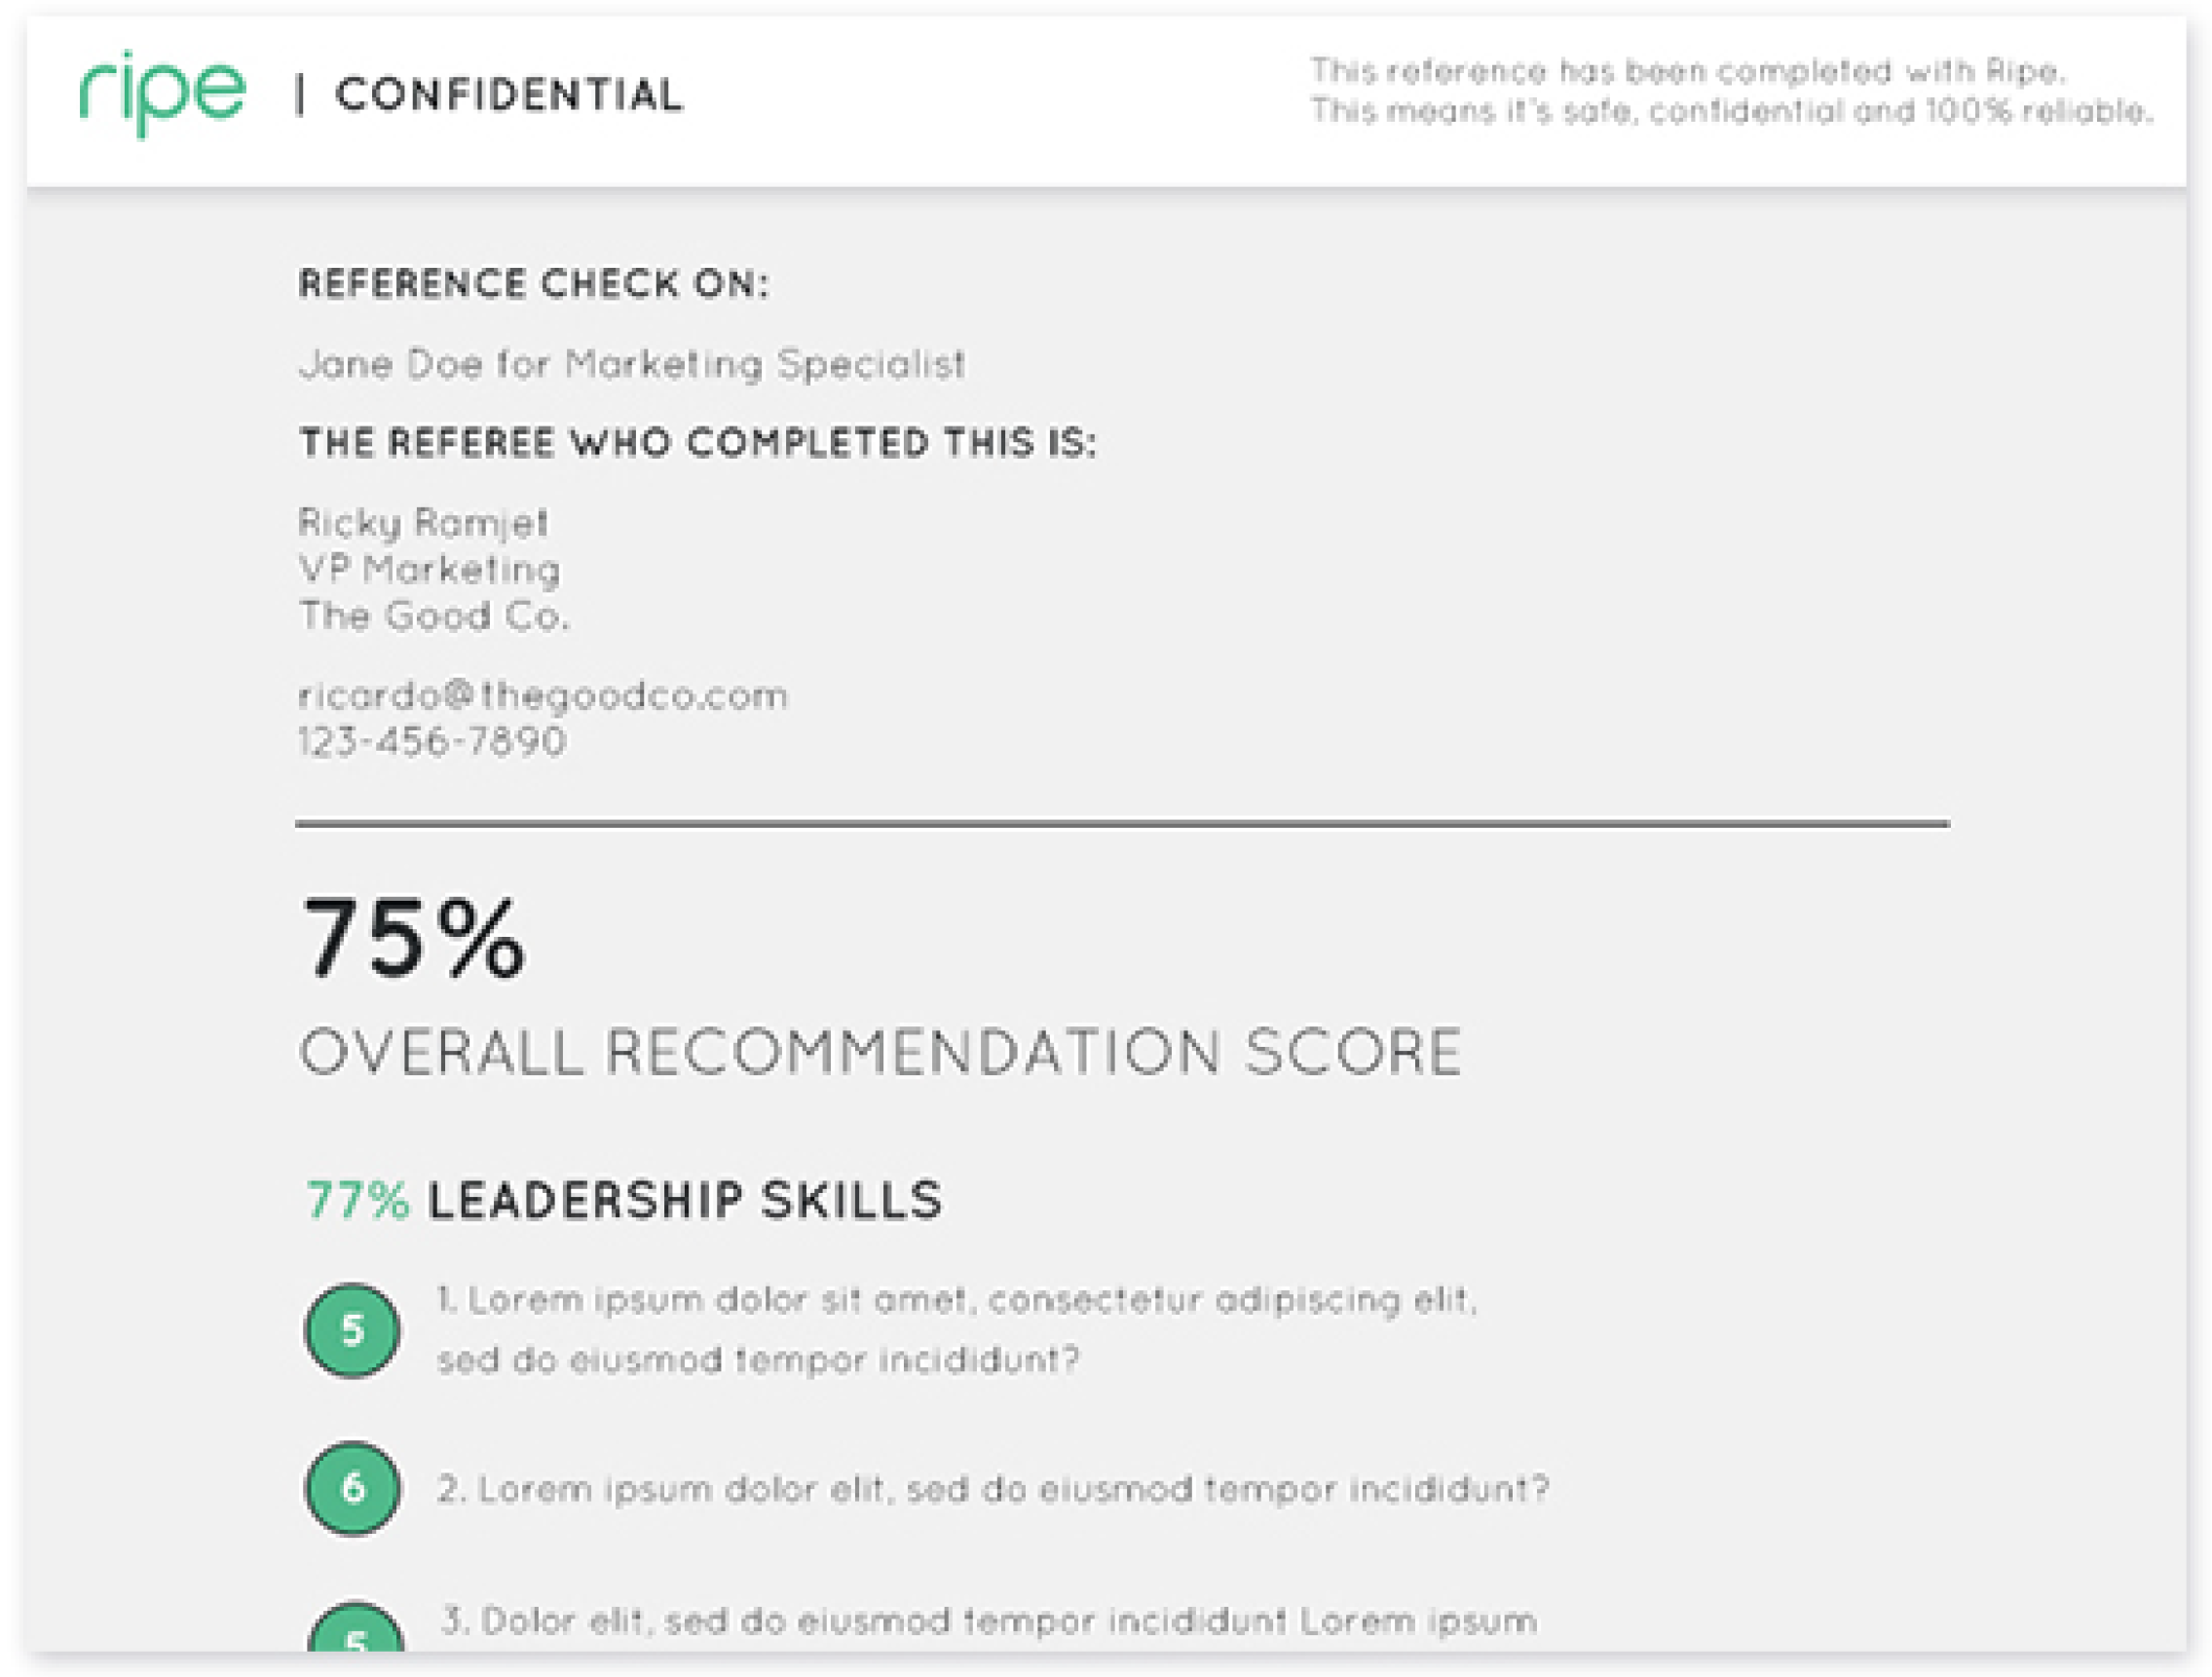 ripe | CONFIDENTIAL
This reference has been completed with Ripe.
This means it's safe, confidential and 100% reliable.
REFERENCE CHECK ON:
Jane Doe for Marketing Specialist
THE REFEREE WHO COMPLETED THIS IS:
Ricky Ramjet
VP Marketing
The Good Co.
ricardo@thegoodco.com
123-456-7890
75%
OVERALL RECOMMENDATION SCORE
77% LEADERSHIP SKILLS
5 1. Lorem ipsum dolor sit amet, consectetur adipiscing elit,
sed do eiusmod tempor incididunt?
6 2. Lorem ipsum dolor elit, sed do eiusmod tempor incididunt?
5 3. Dolor elit, sed do eiusmod tempor incididunt Lorem ipsum